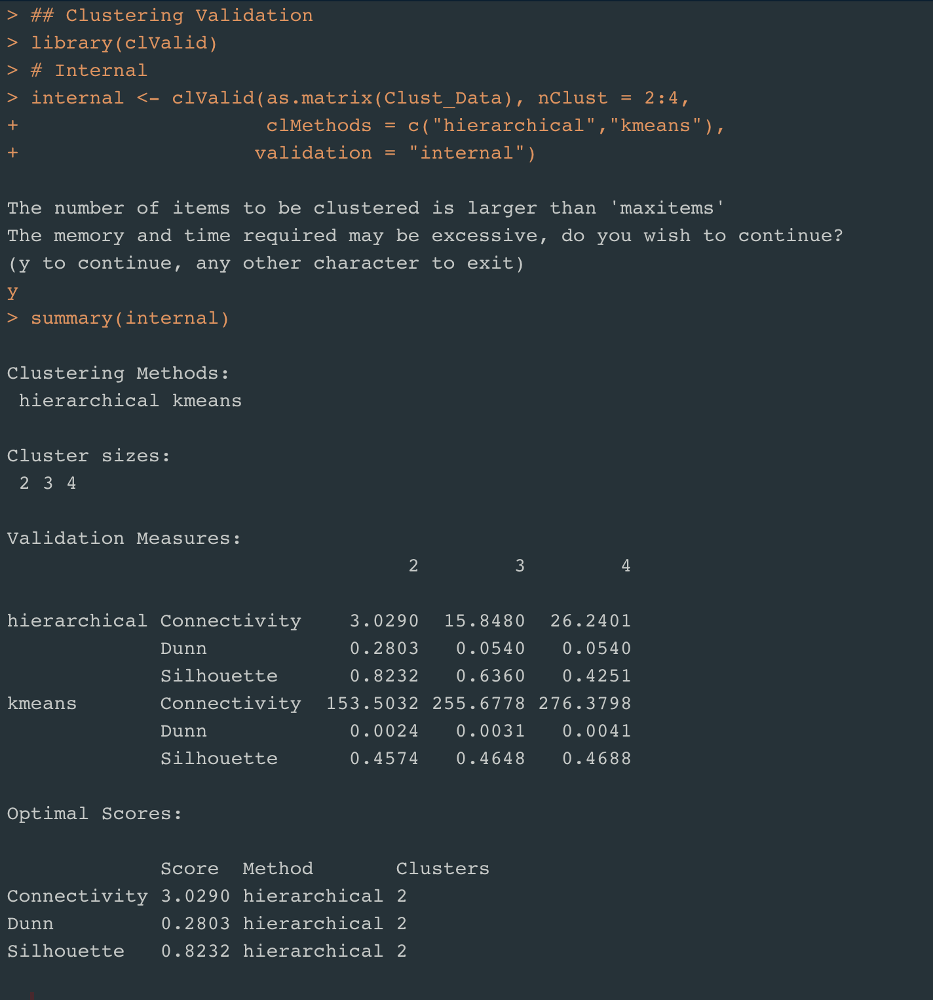 > ## Clustering Validation
> library(clValid)
> # Internal
> internal <- clValid(as.matrix(Clust_Data), nClust = 2:4,
+                     clMethods = c("hierarchical","kmeans"),
+                    validation = "internal")
The number of items to be clustered is larger than 'maxitems'
The memory and time required may be excessive, do you wish to continue?
(y to continue, any other character to exit)
y
> summary(internal)
Clustering Methods:
 hierarchical kmeans
Cluster sizes:
 2 3 4
Validation Measures:
                                  2        3        4
hierarchical Connectivity    3.0290  15.8480  26.2401
             Dunn            0.2803   0.0540   0.0540
             Silhouette      0.8232   0.6360   0.4251
kmeans       Connectivity  153.5032 255.6778 276.3798
             Dunn            0.0024   0.0031   0.0041
             Silhouette      0.4574   0.4648   0.4688
Optimal Scores:
             Score  Method       Clusters
Connectivity 3.0290 hierarchical 2
Dunn         0.2803 hierarchical 2
Silhouette   0.8232 hierarchical 2